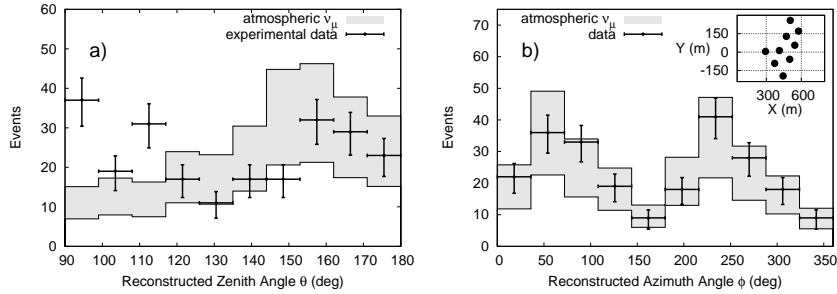 60
50
40
30
20
10
0
Events
a)
atmospheric νμ
experimental data
90 100 110 120 130 140 150 160 170 180
Reconstructed Zenith Angle θ (deg)
70
60
50
40
30
20
10
0
Events
b)
atmospheric νμ
data
0 50 100 150 200 250 300 350
Reconstructed Azimuth Angle ϕ (deg)
Y (m)
150
0
-150
300 600
X (m)